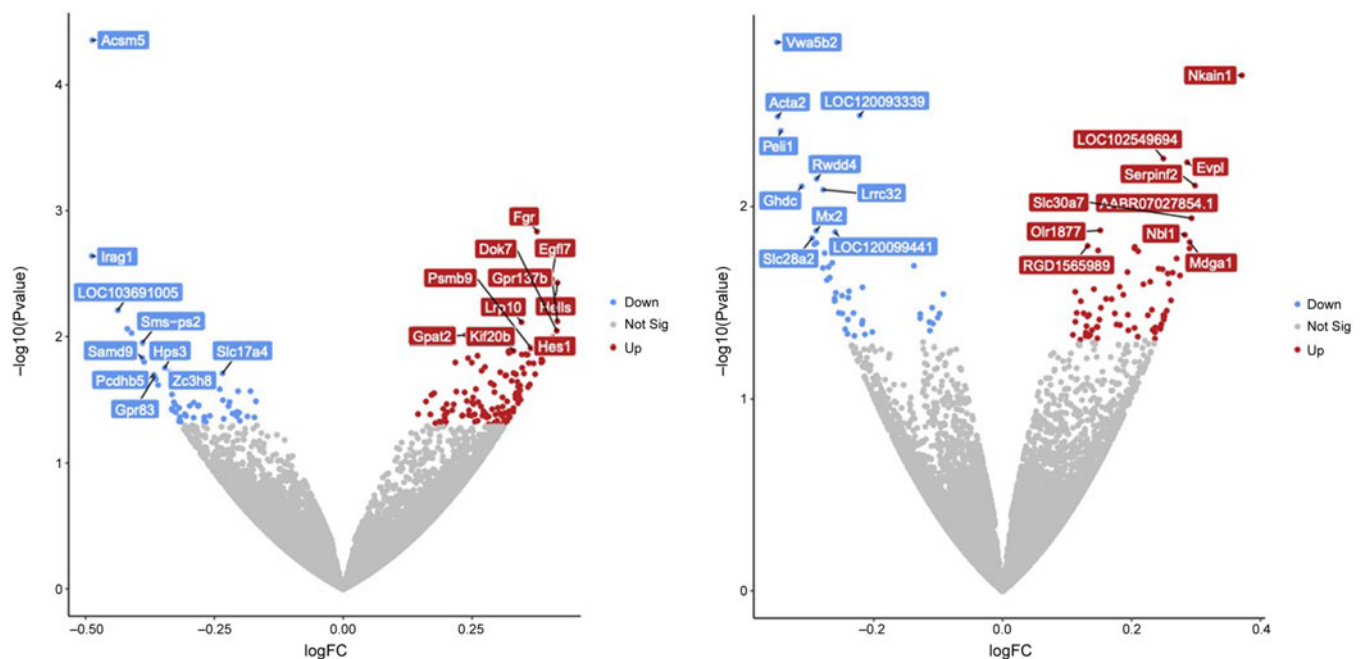 Acsm5
4
3
Fgr
Dok7
Egfl7
Irag1
Psmb9
Gpr137b
LOC103691005
Lrp10
Hells
Sms-ps2
2
Gpat2
Kif20b
Samd9
Hps3
Slc17a4
Hes1
Pcdhb5
Zc3h8
Gpr83
1
0
−log10(Pvalue)
−0.50
−0.25
0.00
0.25
logFC
Down
Not Sig
Up
Vwa5b2
Nkain1
Acta2
LOC120093339
Peli1
LOC102549694
Rwdd4
Evpl
Serpinf2
Ghdc
Lrrc32
Slc30a7
AABR07027854.1
2
Mx2
Olr1877
Nbl1
LOC120099441
Slc28a2
RGD1565989
Mdga1
1
0
−log10(Pvalue)
−0.2
0.0
0.2
0.4
logFC
Down
Not Sig
Up